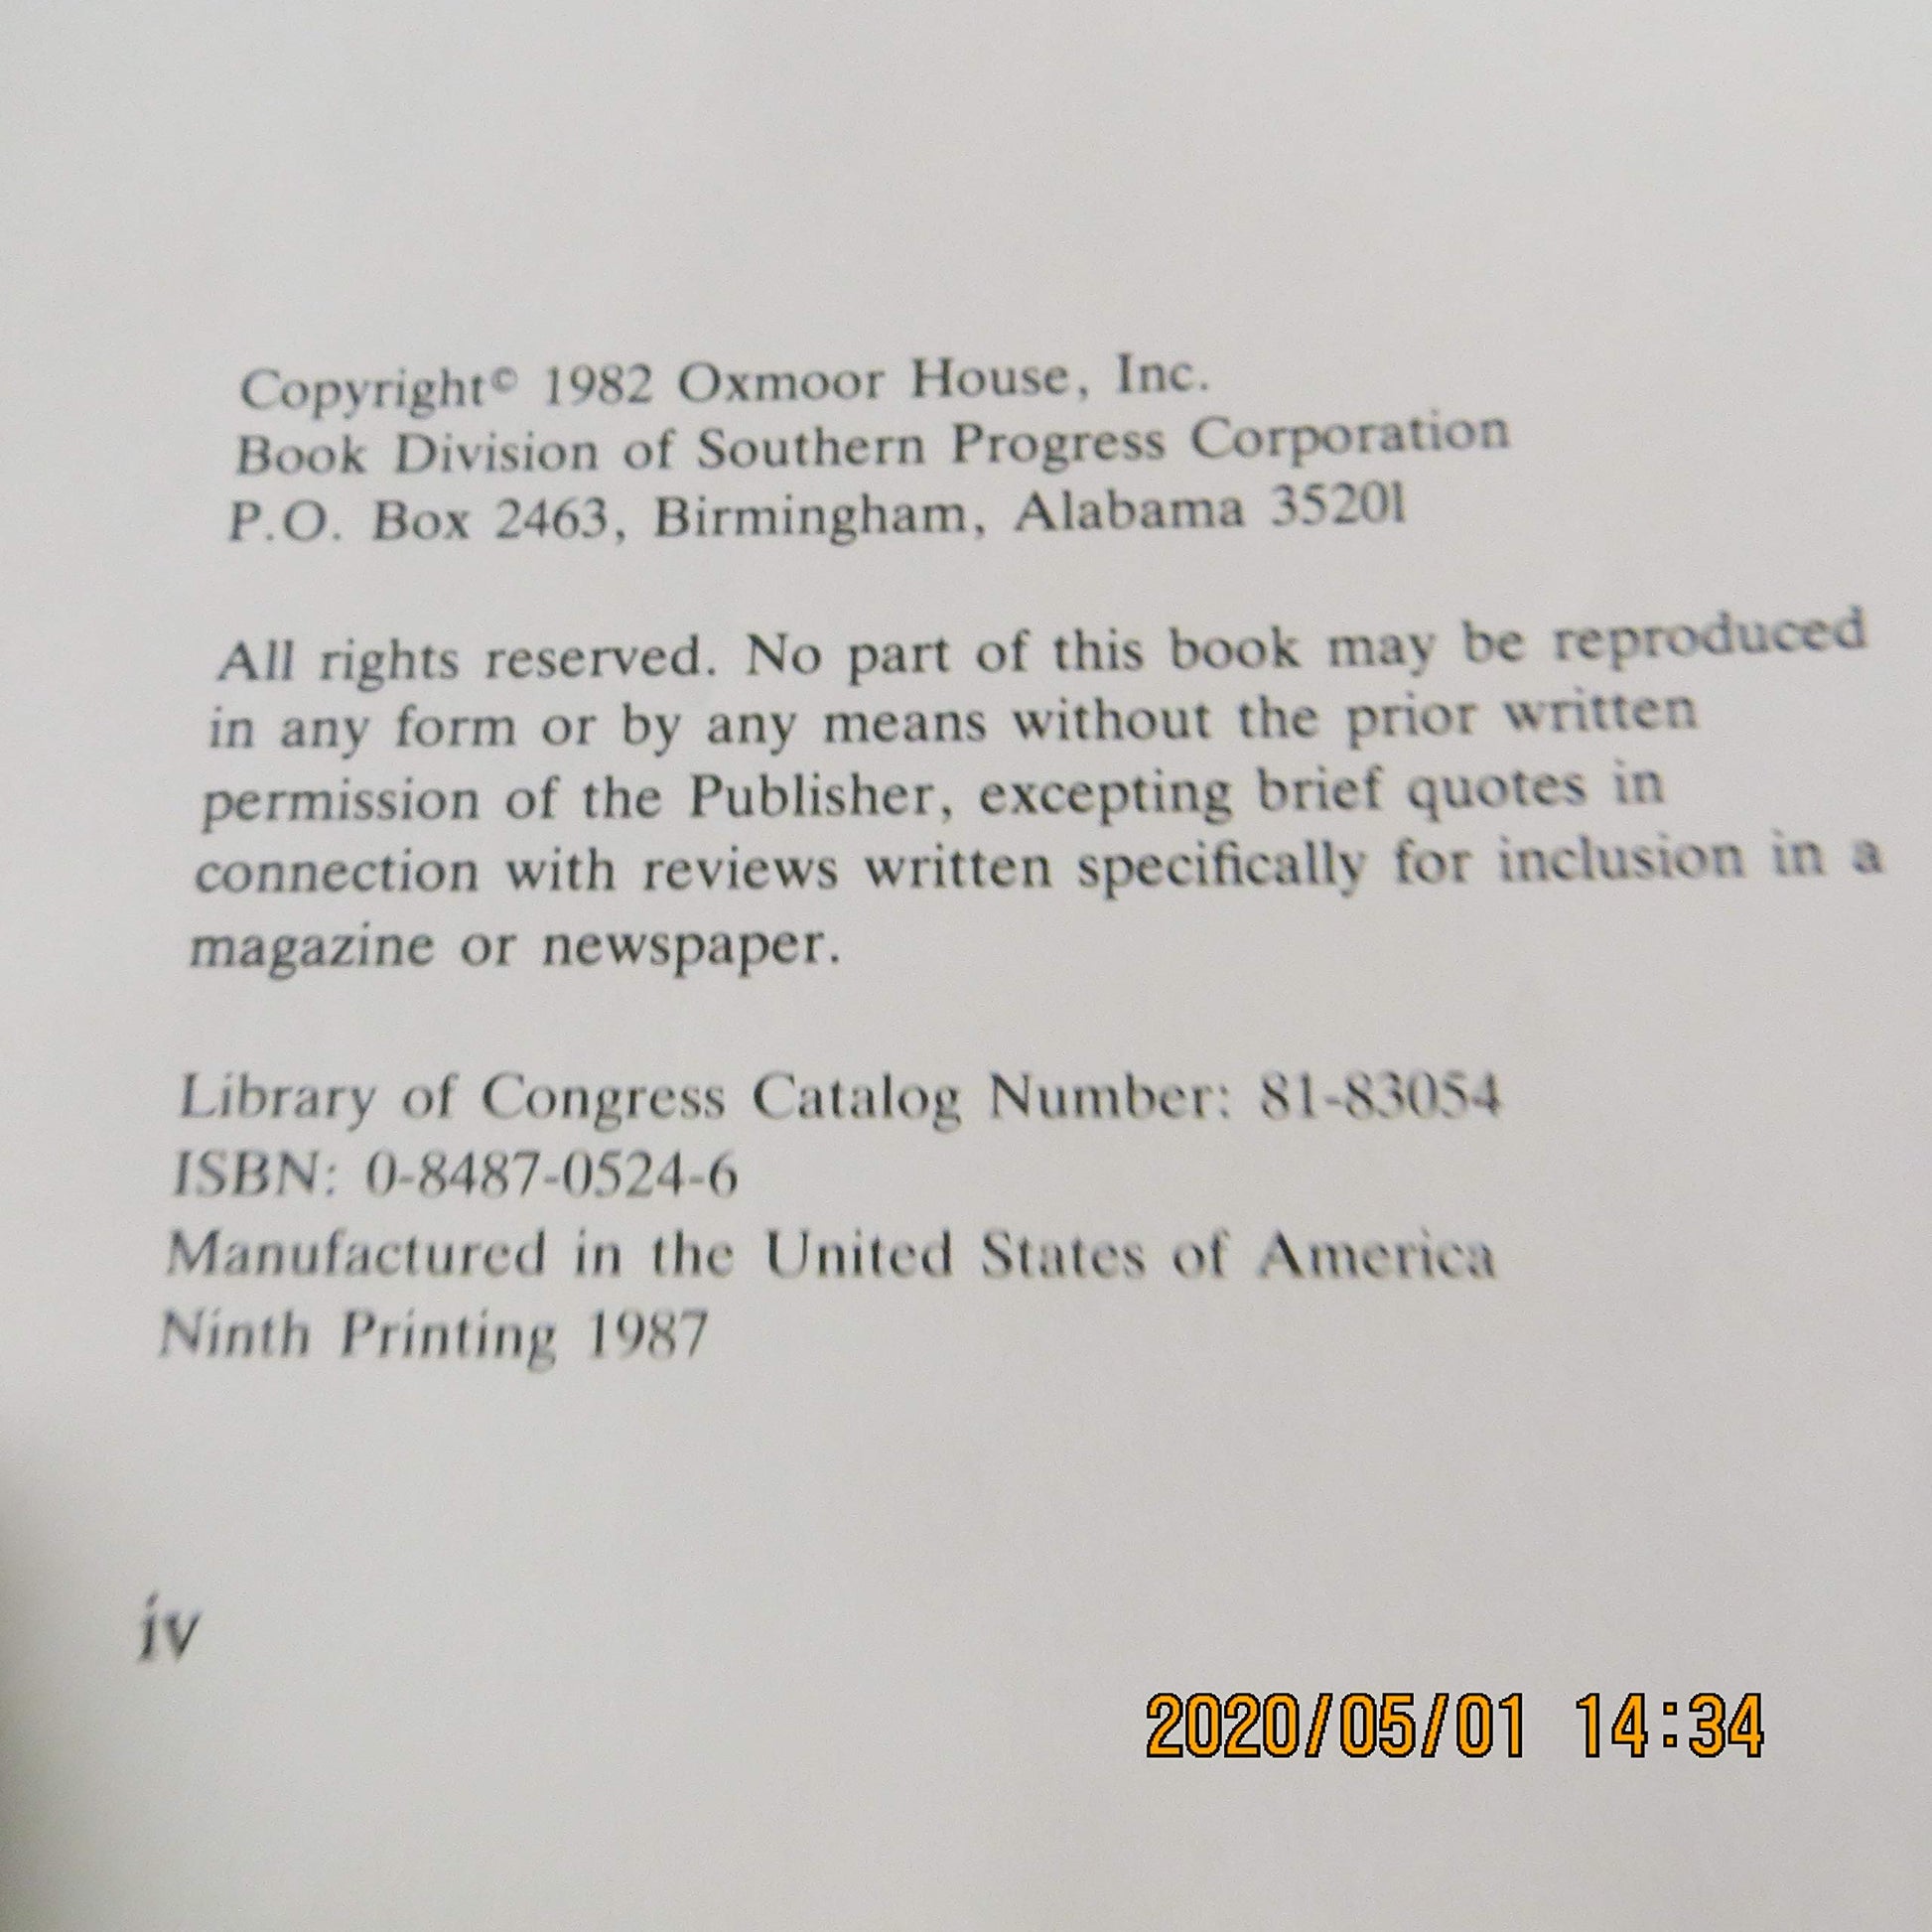 Copyright© 1982 Oxmoor House, Inc.
Book Division of Southern Progress Corporation
P.O. Box 2463, Birmingham, Alabama 35201
All rights reserved. No part of this book may be reproduced
in any form or by any means without the prior written
permission of the Publisher, excepting brief quotes in
connection with reviews written specifically for inclusion in a
magazine or newspaper.
Library of Congress Catalog Number: 81-83054
ISBN: 0-8487-0524-6
Manufactured in the United States of America
Ninth Printing 1987
iv
2020/05/01 14:34